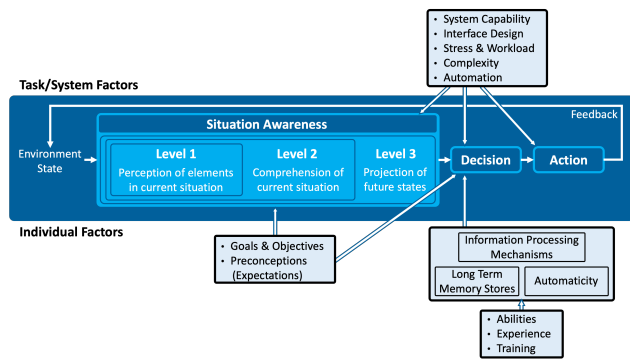 • System Capability
• Interface Design
• Stress & Workload
• Complexity
• Automation
Task/System Factors
Feedback
Situation Awareness
Environment
State
Level 1
Perception of elements
in current situation
Level 2
Comprehension of
current situation
Level 3
Projection of
future states
Decision
Action
Individual Factors
• Goals & Objectives
• Preconceptions
(Expectations)
Information Processing
Mechanisms
Long Term
Memory Stores
Automaticity
• Abilities
• Experience
• Training